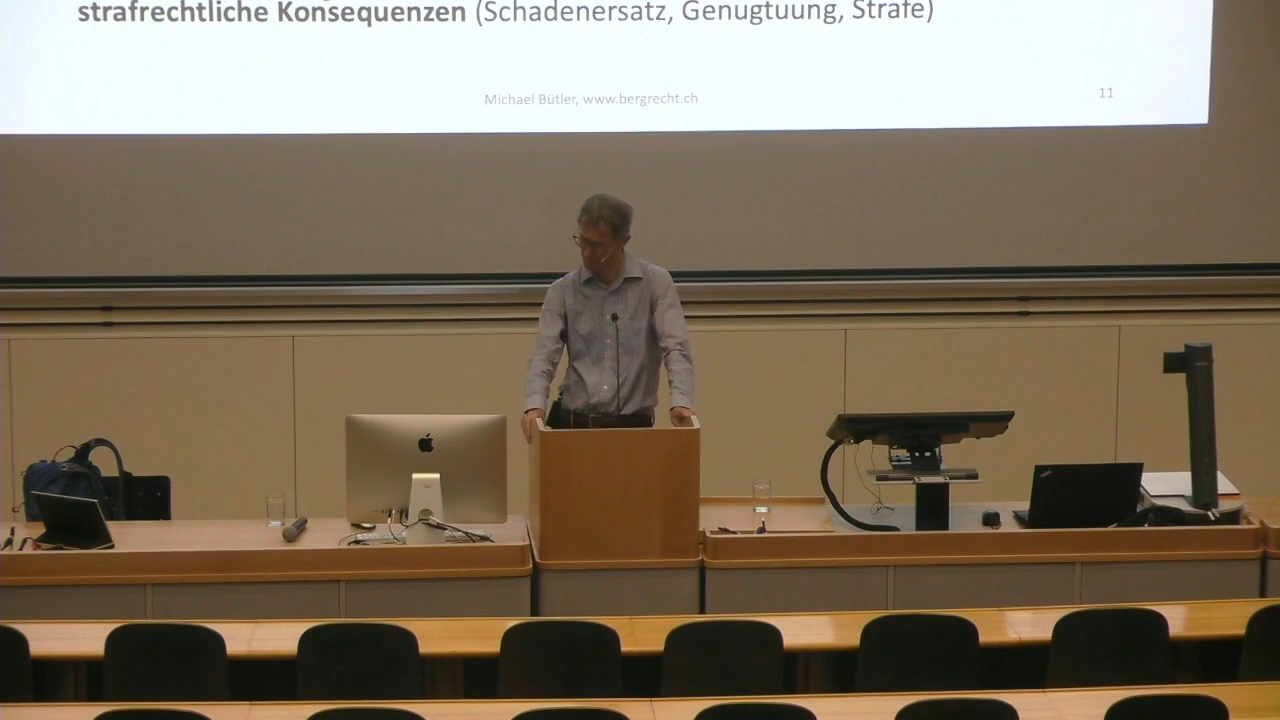 strafrechtliche Konsequenzen (Schadenersatz, Genugtuung, Strafe)
Michael Bütler, www.bergrecht.ch
11